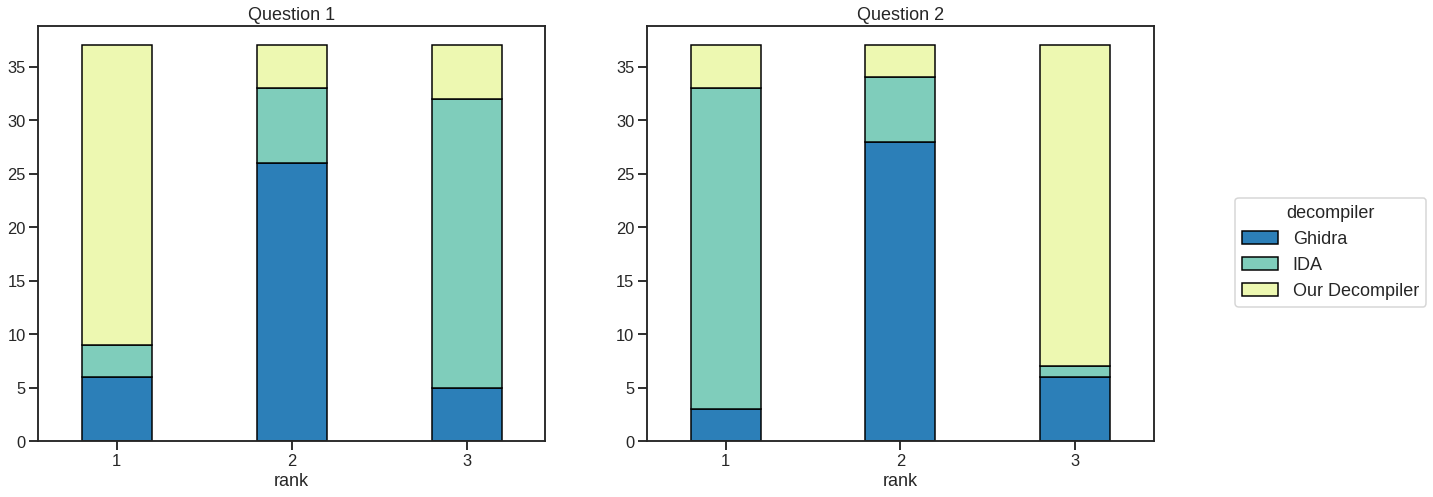 Question 1
35
30
25
20
15
10
5
0
1 2 3
rank
Question 2
35
30
25
20
15
10
5
0
1 2 3
rank
decompiler
Ghidra
IDA
Our Decompiler